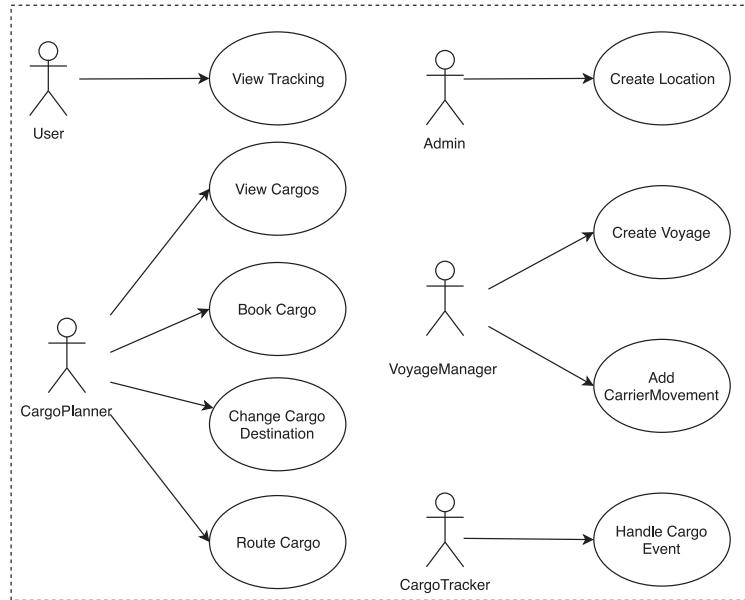 User
View Tracking
View Cargos
Book Cargo
CargoPlanner
Change Cargo
Destination
Route Cargo
Admin
Create Location
Create Voyage
VoyageManager
Add
CarrierMovement
CargoTracker
Handle Cargo
Event